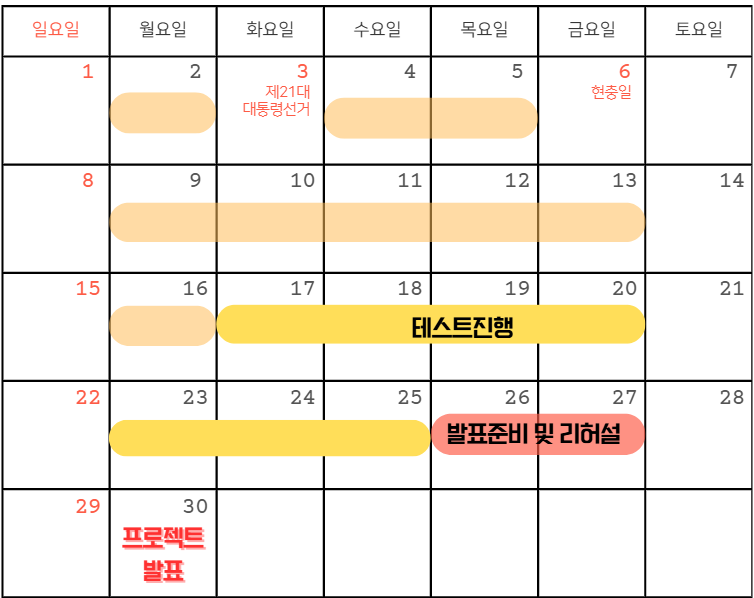 일요일 월요일 화요일 수요일 목요일 금요일 토요일
1 2 3 4 5 6 7
제21대 현충일
대통령선거
8 9 10 11 12 13 14
15 16 17 18 19 20 21
테스트진행
22 23 24 25 26 27 28
발표준비 및 리허설
29 30
프로젝트
발표